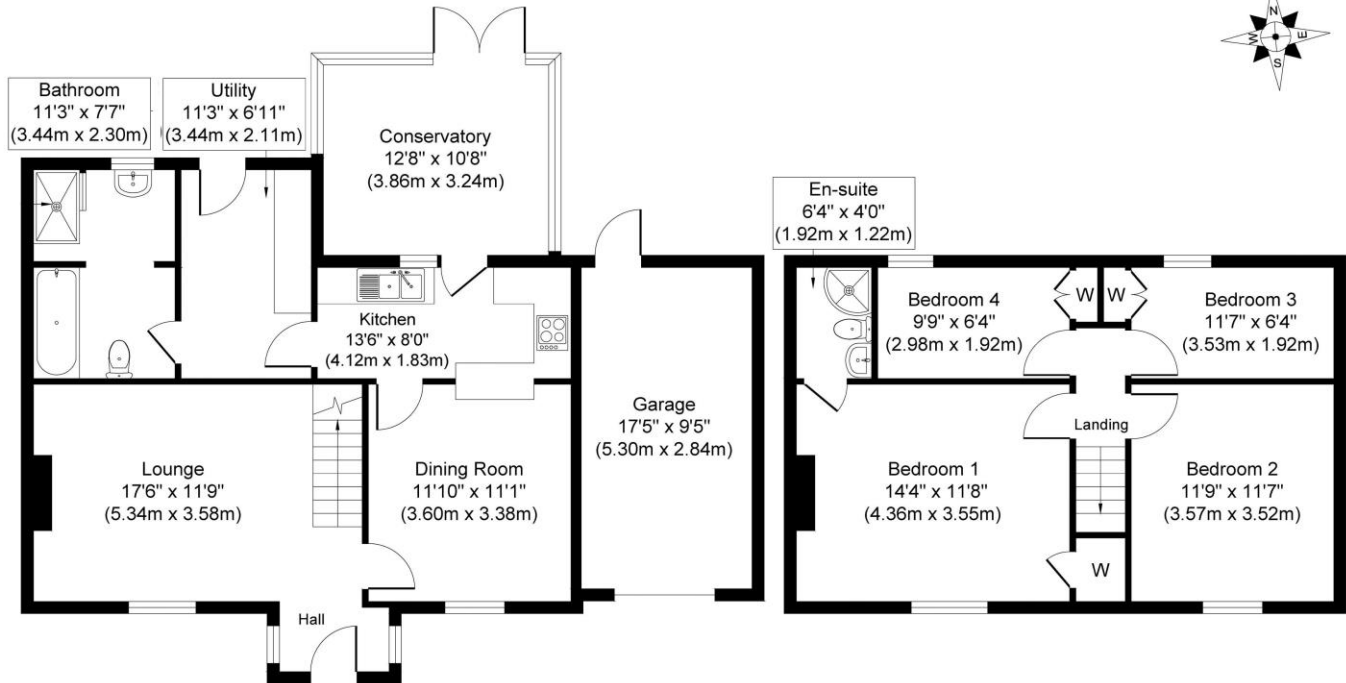 N
W
E
S
Bathroom
11'3" x 7'7"
(3.44m x 2.30m)
Utility
11'3" x 6'11"
(3.44m x 2.11m)
Conservatory
12'8" x 10'8"
(3.86m x 3.24m)
Kitchen
13'6" x 8'0"
(4.12m x 1.83m)
Lounge
17'6" x 11'9"
(5.34m x 3.58m)
Dining Room
11'10" x 11'1"
(3.60m x 3.38m)
Garage
17'5" x 9'5"
(5.30m x 2.84m)
Hall
En-suite
6'4" x 4'0"
(1.92m x 1.22m)
Bedroom 4
9'9" x 6'4"
(2.98m x 1.92m)
W
W
Bedroom 3
11'7" x 6'4"
(3.53m x 1.92m)
Landing
Bedroom 1
14'4" x 11'8"
(4.36m x 3.55m)
Bedroom 2
11'9" x 11'7"
(3.57m x 3.52m)
W